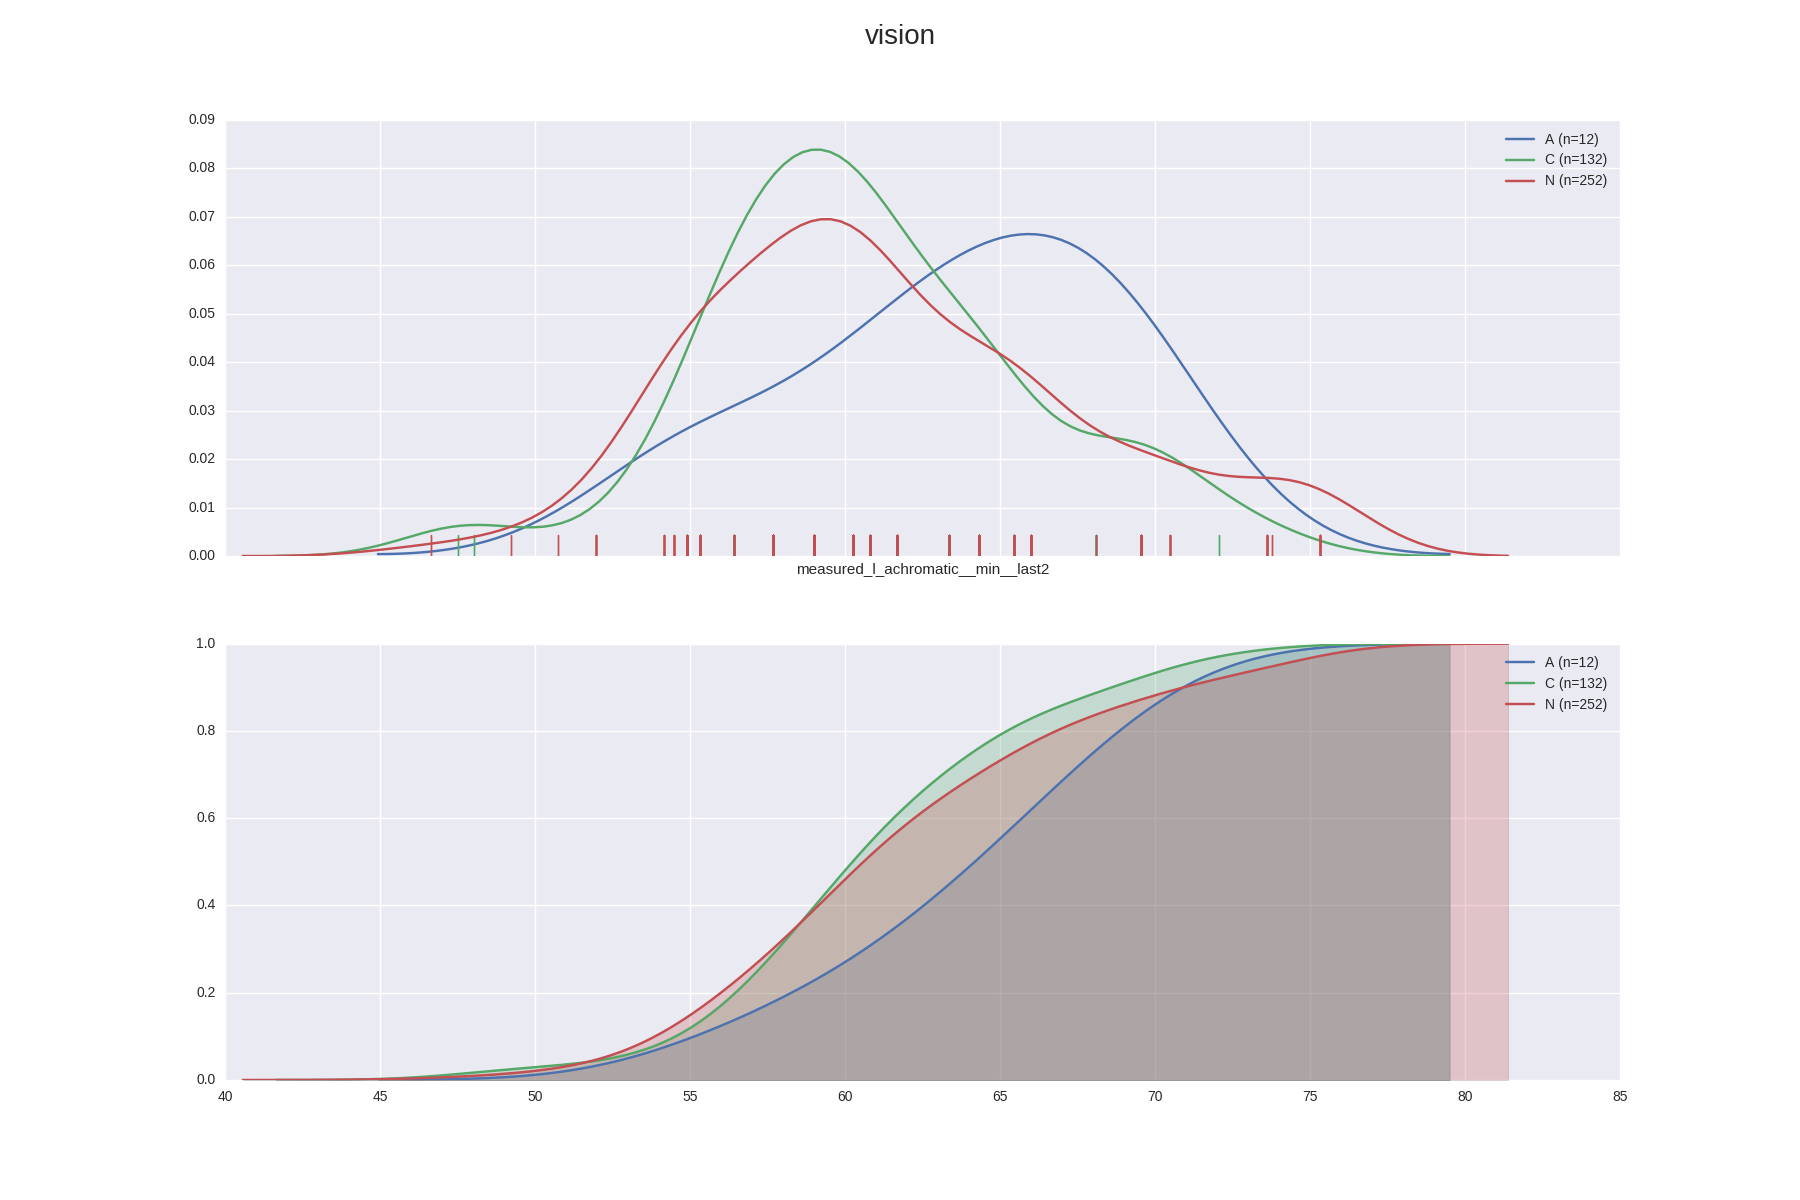 vision
0.09
0.08
0.07
0.06
0.05
0.04
0.03
0.02
0.01
0.00
A (n=12)
C (n=132)
N (n=252)
measured_l_achromatic__min__last2
1.0
0.8
0.6
0.4
0.2
0.0
A (n=12)
C (n=132)
N (n=252)
40 45 50 55 60 65 70 75 80 85